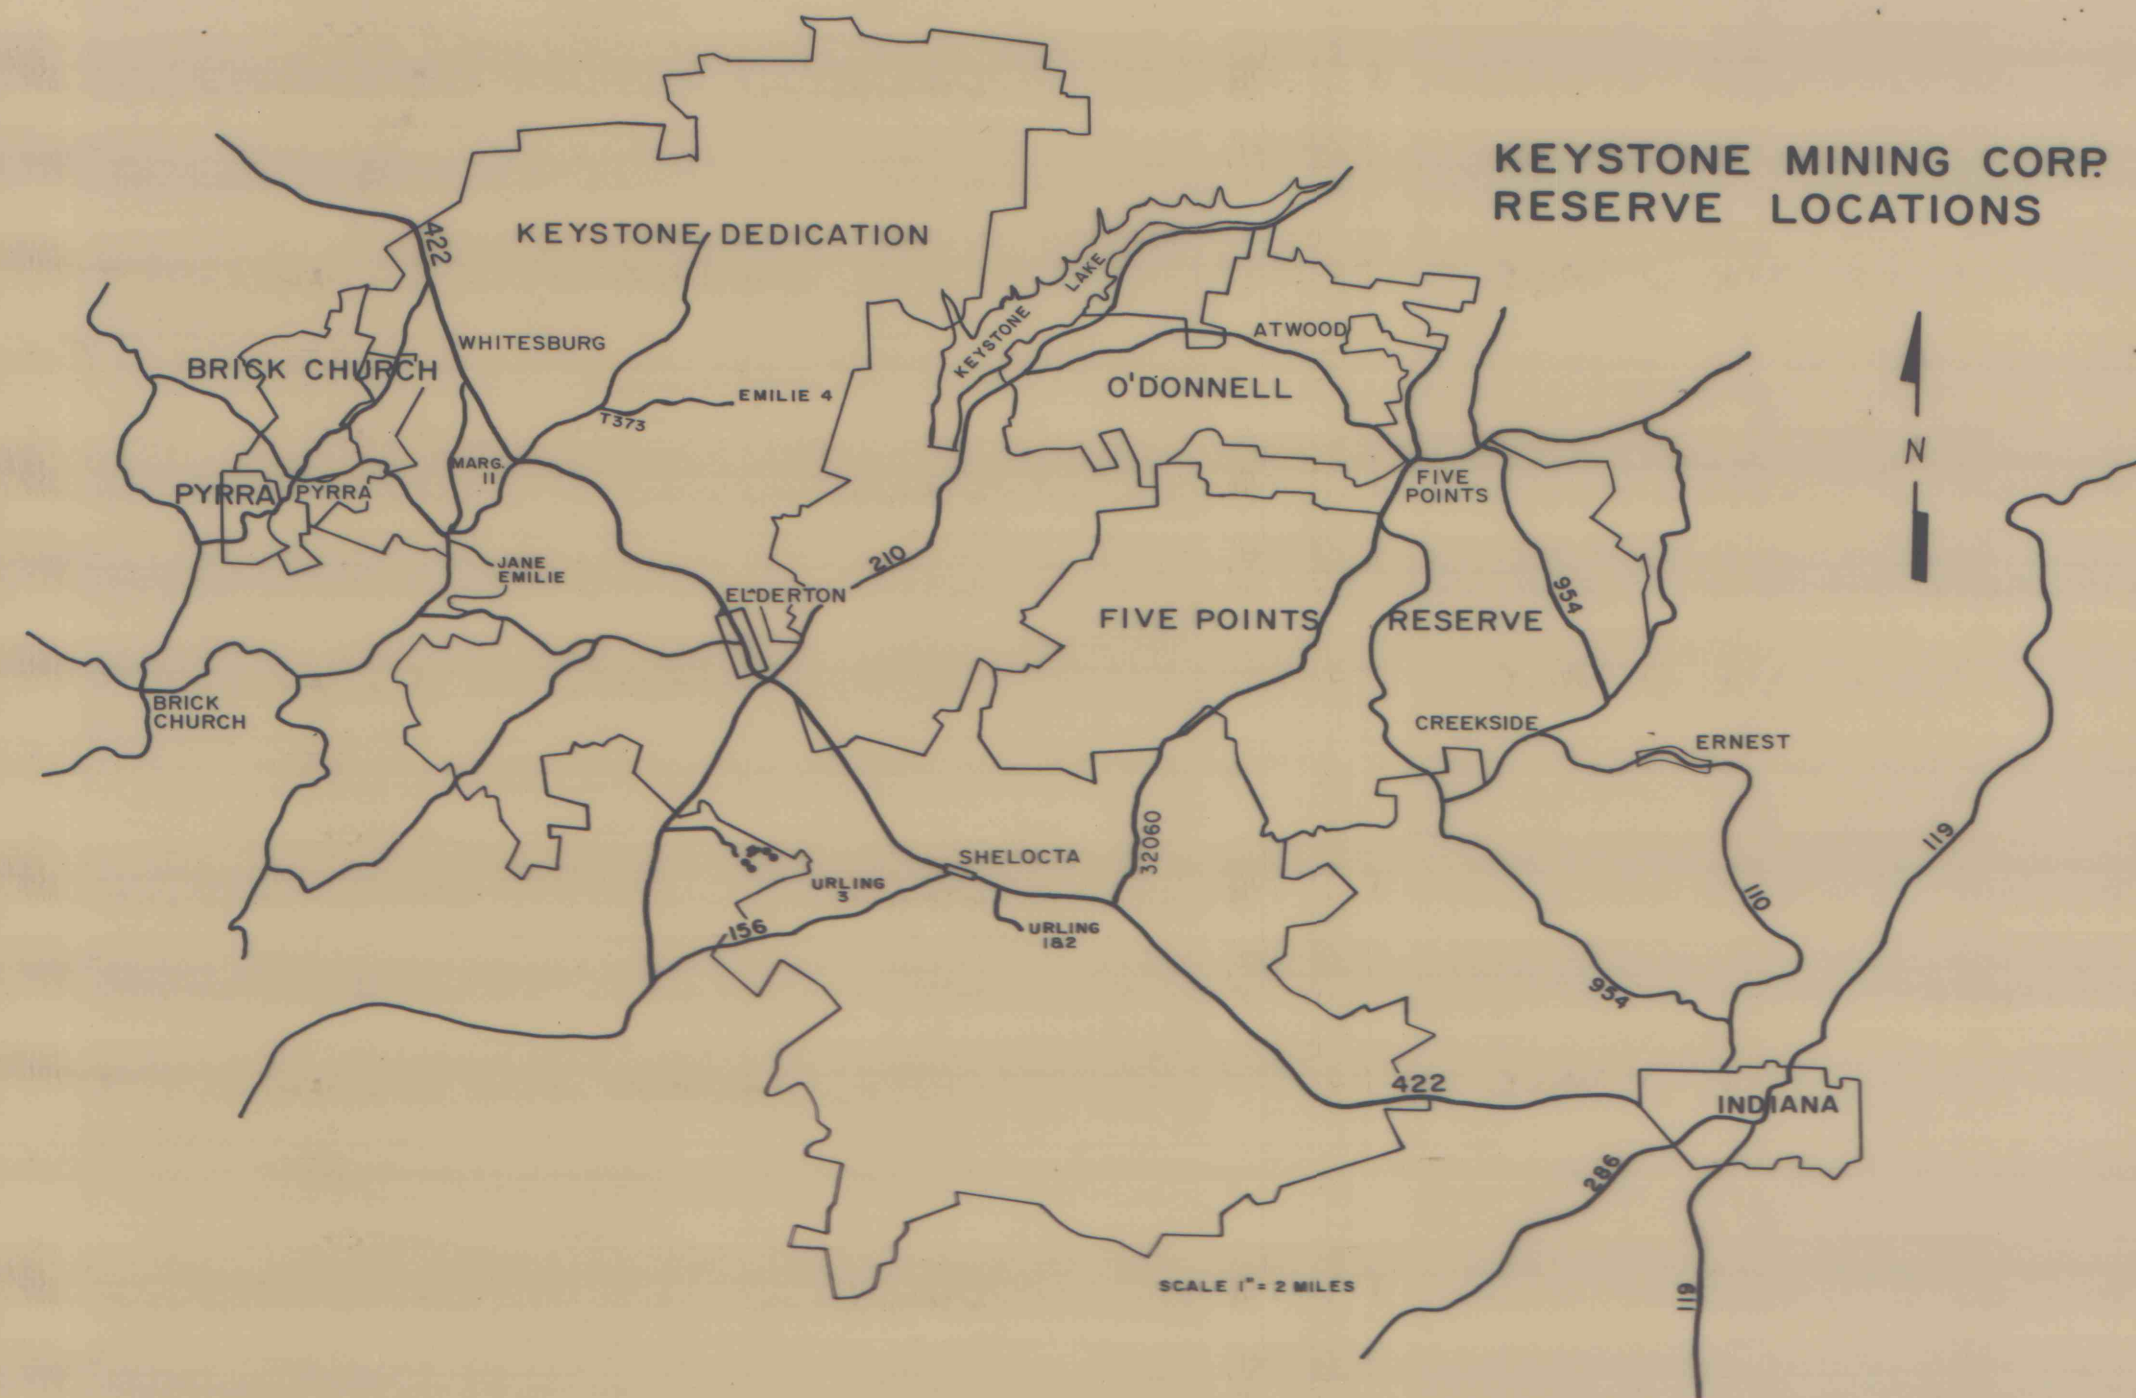 KEYSTONE MINING CORP.
RESERVE LOCATIONS
KEYSTONE DEDICATION
422
WHITESBURG
KEYSTONE LAKE
ATWOOD
BRICK CHURCH
O'DONNELL
EMILIE 4
T373
MARG.
11
PYRRA
PYRRA
FIVE
POINTS
N
JANE
EMILIE
210
ELDERTON
954
FIVE POINTS RESERVE
BRICK
CHURCH
CREEKSIDE
ERNEST
32060
119
SHELOCTA
URLING
3
110
156
URLING
1&2
954
422
INDIANA
286
SCALE 1" = 2 MILES
119